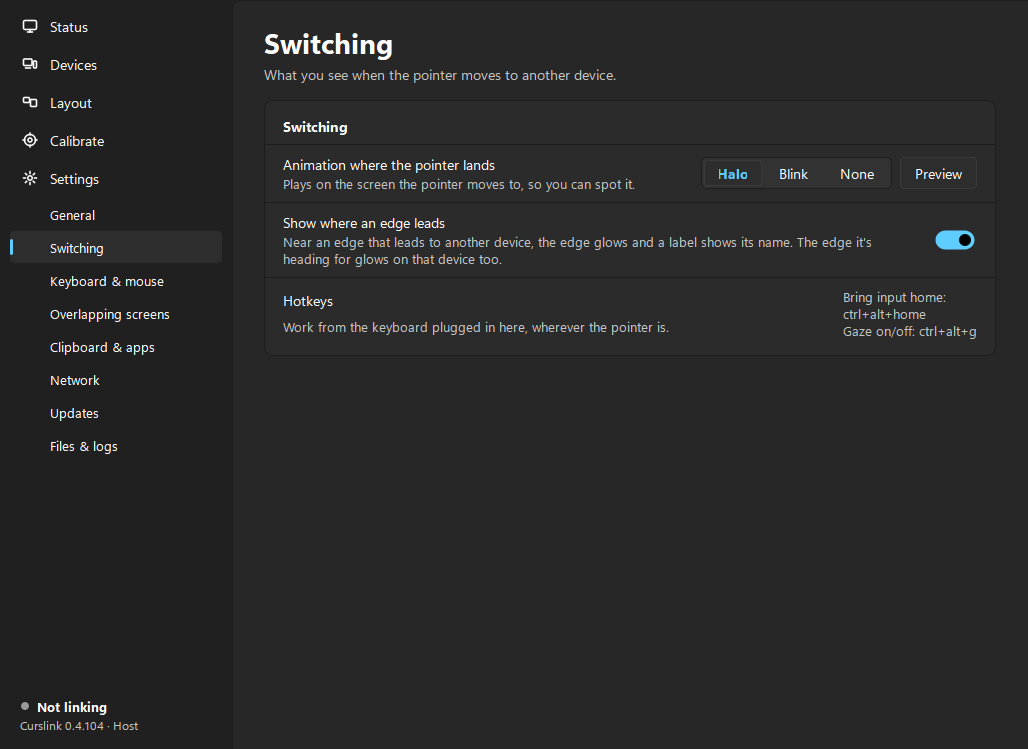 Status
Devices
Layout
Calibrate
Settings
General
Switching
Keyboard & mouse
Overlapping screens
Clipboard & apps
Network
Updates
Files & logs
Not linking
Curslink 0.4.104 · Host
Switching
What you see when the pointer moves to another device.
Switching
Animation where the pointer lands
Plays on the screen the pointer moves to, so you can spot it.
Halo Blink None Preview
Show where an edge leads
Near an edge that leads to another device, the edge glows and a label shows its name. The edge it's
heading for glows on that device too.
Hotkeys
Work from the keyboard plugged in here, wherever the pointer is.
Bring input home:
ctrl+alt+home
Gaze on/off: ctrl+alt+g